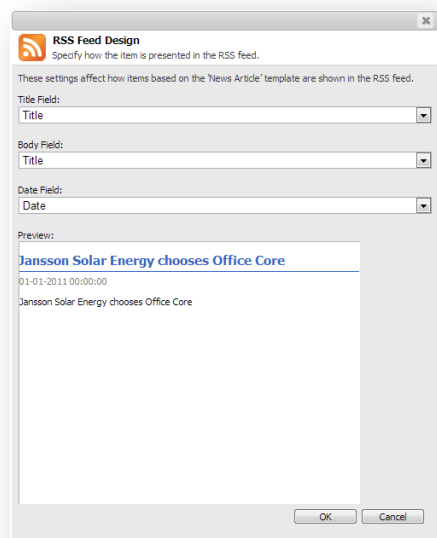 RSS Feed Design
Specify how the item is presented in the RSS feed.
These settings affect how items based on the 'News Article' template are shown in the RSS feed.
Title Field:
Title
Body Field:
Title
Date Field:
Date
Preview:
Jansson Solar Energy chooses Office Core
01-01-2011 00:00:00
Jansson Solar Energy chooses Office Core
OK Cancel